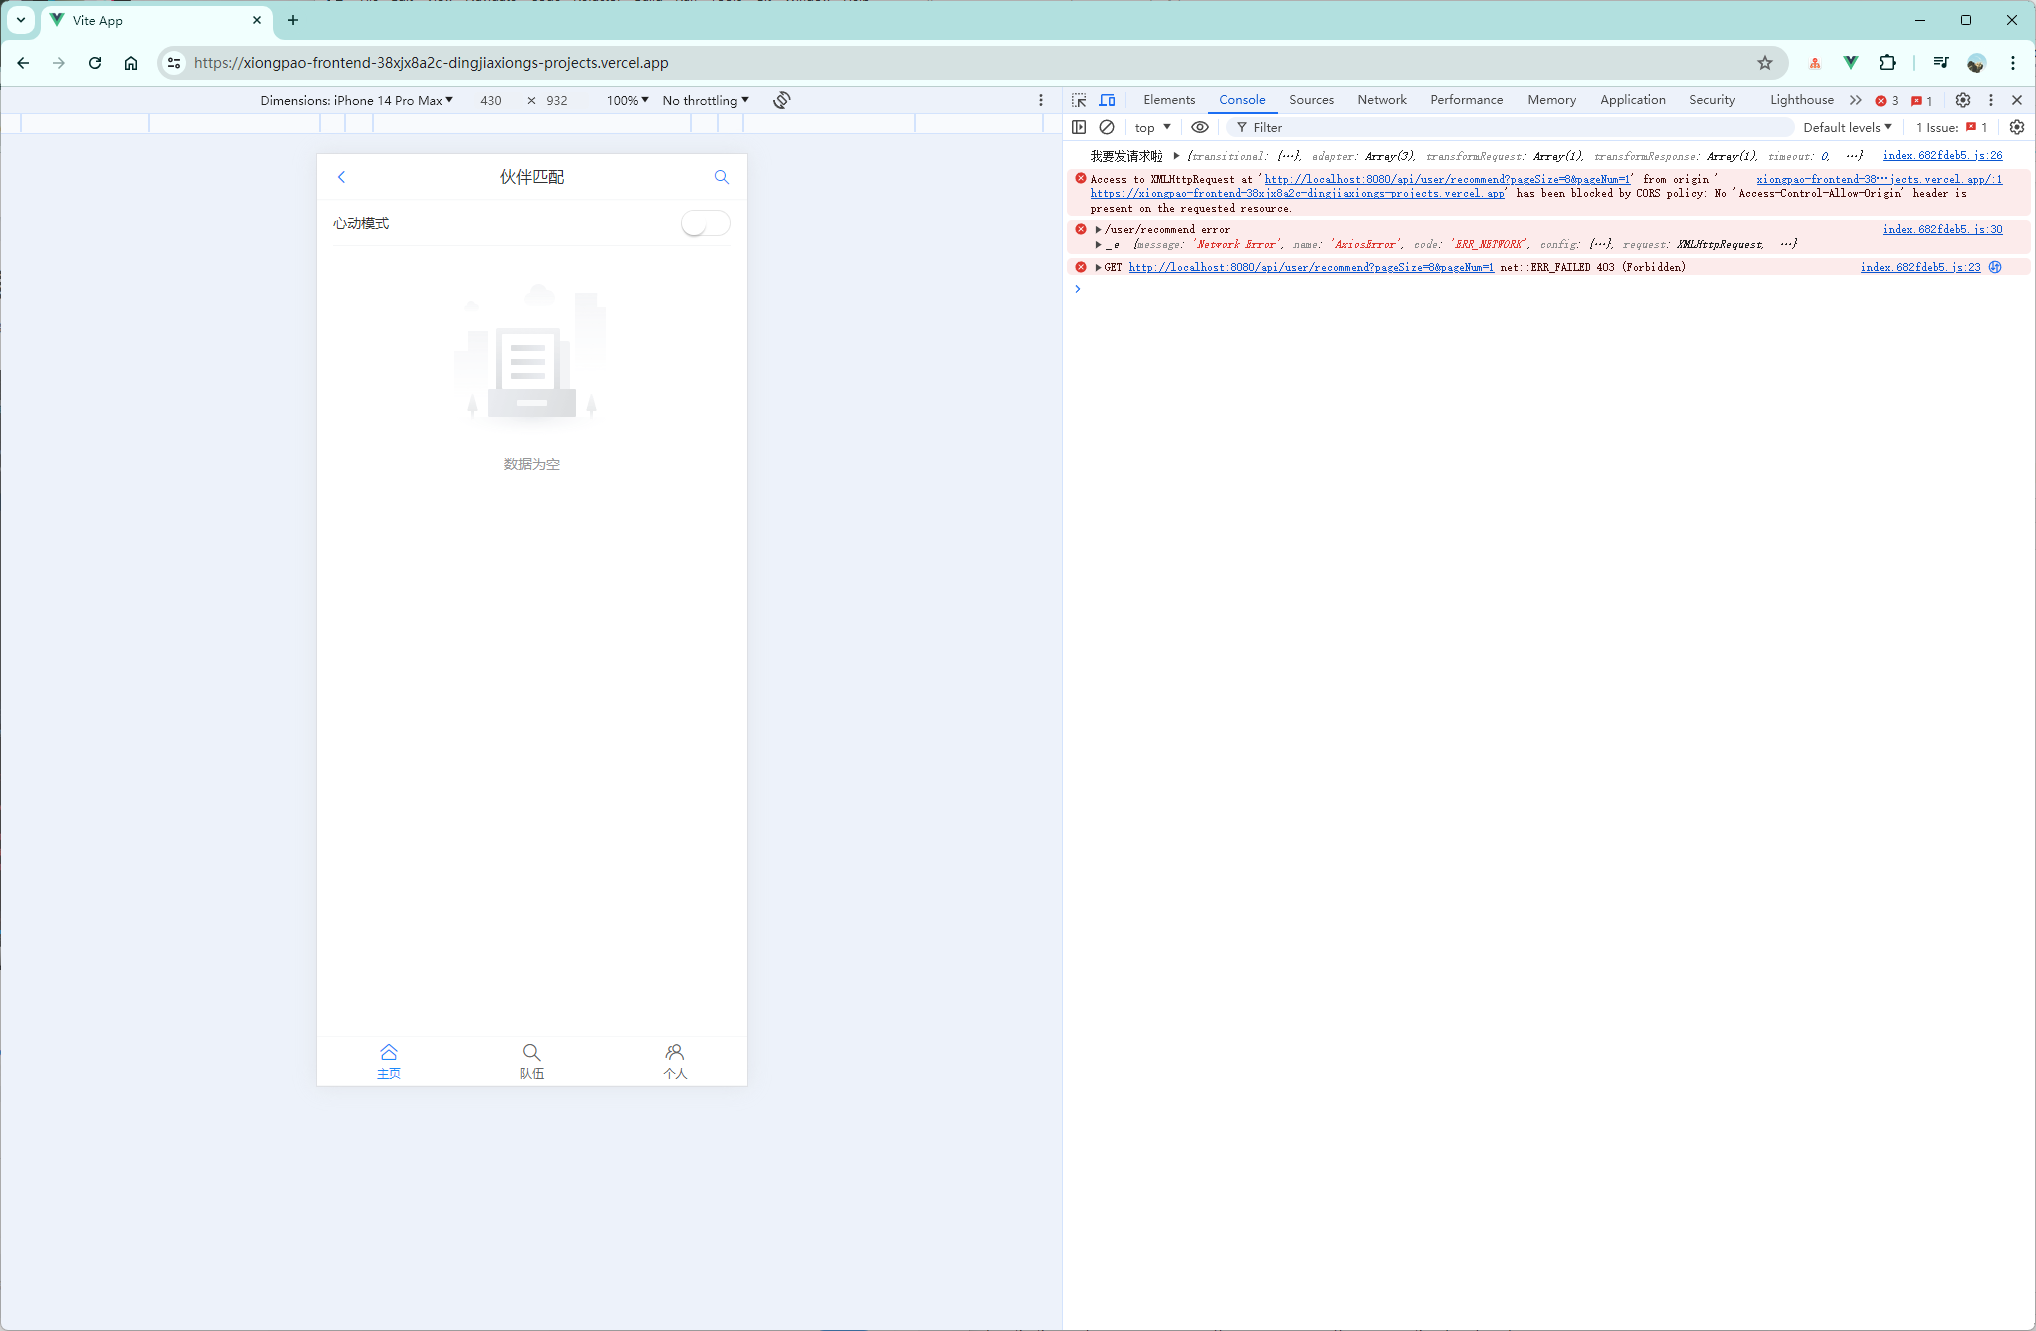 Vite App
https://xiongpao-frontend-38xjx8a2c-dingjiaxiongs-projects.vercel.app
Dimensions: iPhone 14 Pro Max 430 × 932 100% No throttling
Elements Console Sources Network Performance Memory Application Security Lighthouse 3 1
top Filter Default levels 1 Issue: 1
伙伴匹配
心动模式
数据为空
主页 队伍 个人
我要发请求啦 {transitional: {…}, adapter: Array(3), transformRequest: Array(1), transformResponse: Array(1), timeout: 0, …} index.682fdeb5.js:26
Access to XMLHttpRequest at 'http://localhost:8080/api/user/recommend?pageSize=8&pageNum=1' from origin ' xiongpao-frontend-38…jects.vercel.app/:1
https://xiongpao-frontend-38xjx8a2c-dingjiaxiongs-projects.vercel.app' has been blocked by CORS policy: No 'Access-Control-Allow-Origin' header is
present on the requested resource.
/user/recommend error index.682fdeb5.js:30
_e {message: 'Network Error', name: 'AxiosError', code: 'ERR_NETWORK', config: {…}, request: XMLHttpRequest, …}
GET http://localhost:8080/api/user/recommend?pageSize=8&pageNum=1 net::ERR_FAILED 403 (Forbidden) index.682fdeb5.js:23